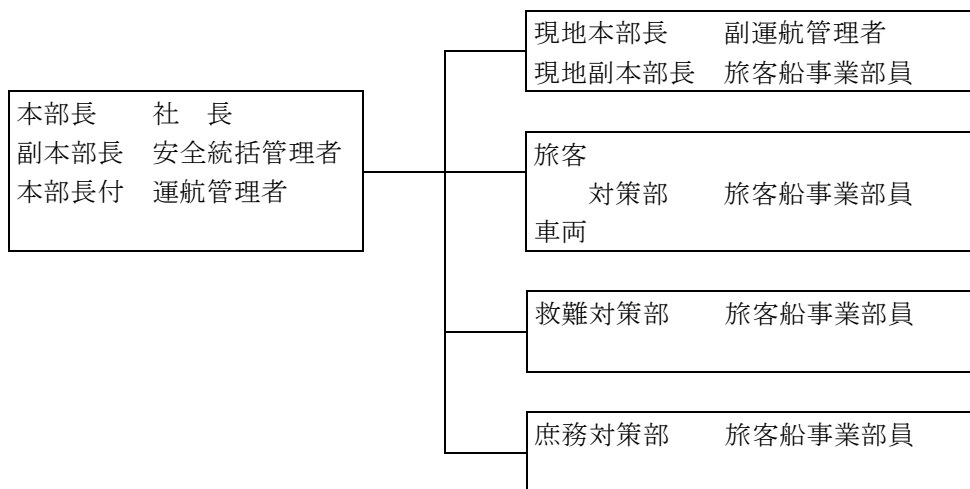 本部長　　社　長
副本部長　安全統括管理者
本部長付　運航管理者
現地本部長　　副運航管理者
現地副本部長　旅客船事業部員
旅客
対策部　　旅客船事業部員
車両
救難対策部　　旅客船事業部員
庶務対策部　　旅客船事業部員